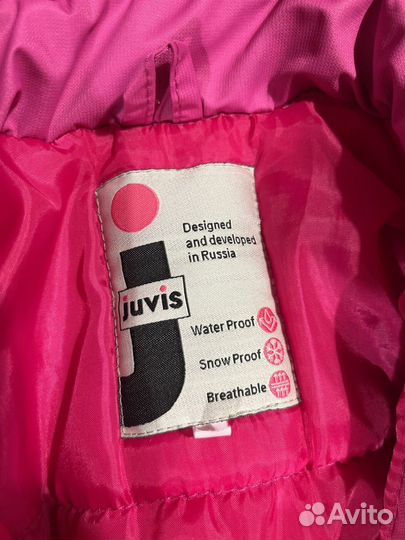 Designed
and developed
in Russia
juvis
Water Proof
Snow Proof
Breathable
Avito